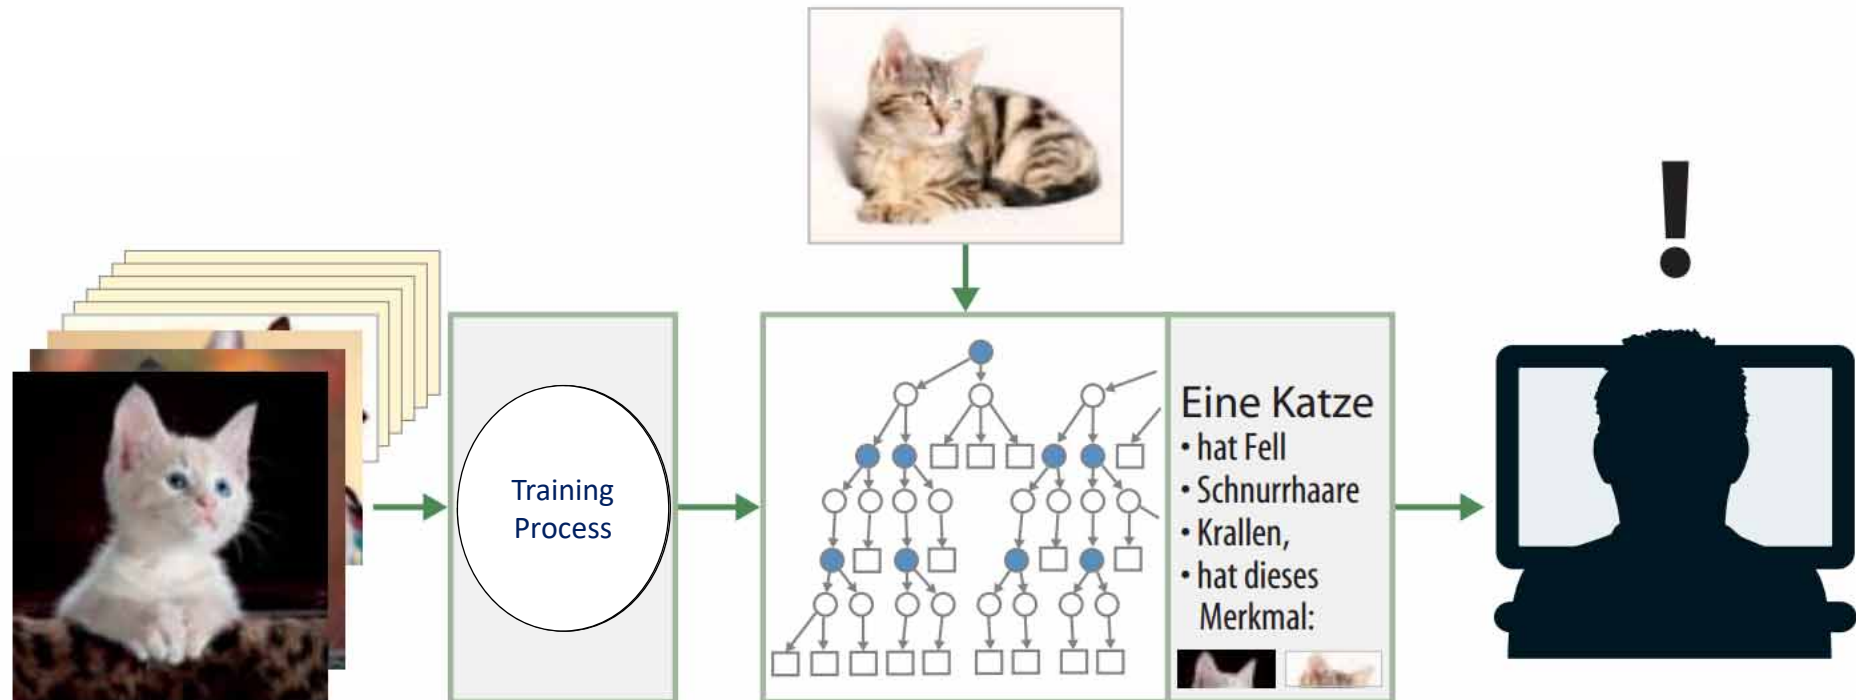 Training
Process
Eine Katze
• hat Fell
• Schnurrhaare
• Krallen,
• hat dieses
Merkmal:
!